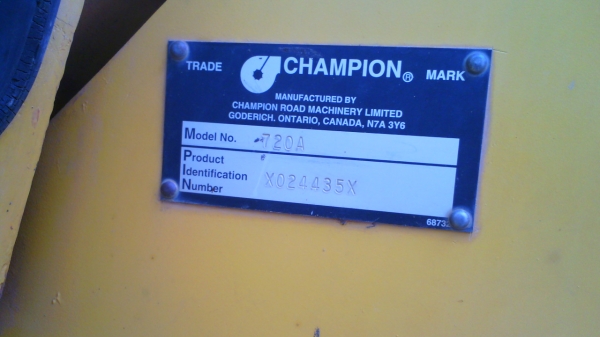 TRADE CHAMPION® MARK
MANUFACTURED BY
CHAMPION ROAD MACHINERY LIMITED
GODERICH. ONTARIO, CANADA, N7A 3Y6
Model No. 720A
Product
Identification X024435X
Number